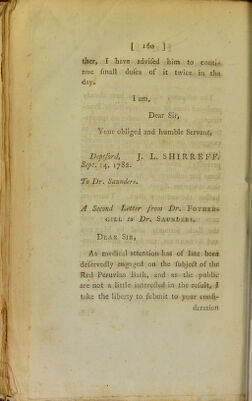 [ 160 ]
ther, I have advised him to conti-
nue small doses of it twice in the
day.
I am,
Dear Sir,
Your obliged and humble Servant,
Deptford,
Sept. 14, 1782.
J. L. SHIRREFF.
To Dr. Saunders.
A Second Letter from Dr. FOTHER-
GILL to Dr. SAUNDERS.
DEAR SIR,
As medical attention has of late been
deservedly engaged on the subject of the
Red Peruvian Bark, and as the public
are not a little interested in the result, I
take the liberty to submit to your consi-
deration